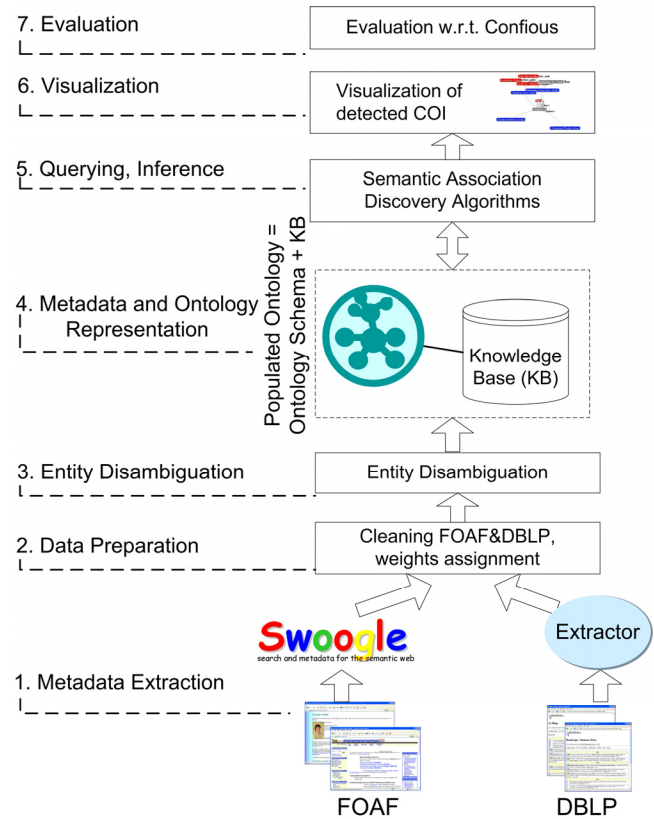 7. Evaluation
Evaluation w.r.t. Confious
6. Visualization
Visualization of
detected COI
5. Querying, Inference
Semantic Association
Discovery Algorithms
Populated Ontology =
Ontology Schema + KB
4. Metadata and Ontology
Representation
Knowledge
Base (KB)
3. Entity Disambiguation
Entity Disambiguation
2. Data Preparation
Cleaning FOAF&DBLP,
weights assignment
Swoogle
search and metadata for the semantic web
Extractor
1. Metadata Extraction
FOAF
DBLP